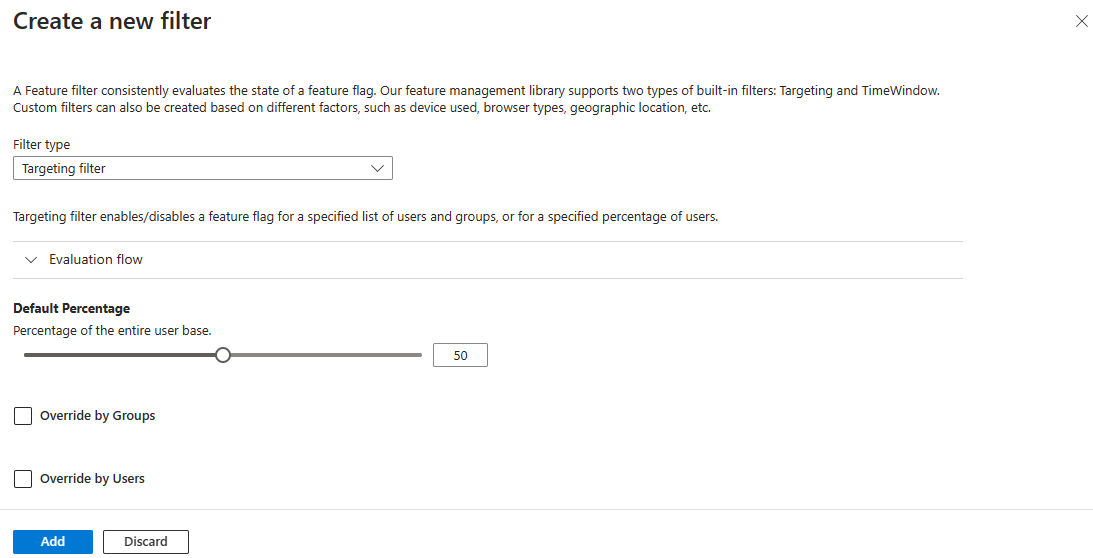 Create a new filter
A Feature filter consistently evaluates the state of a feature flag. Our feature management library supports two types of built-in filters: Targeting and TimeWindow.
Custom filters can also be created based on different factors, such as device used, browser types, geographic location, etc.
Filter type
Targeting filter
Targeting filter enables/disables a feature flag for a specified list of users and groups, or for a specified percentage of users.
Evaluation flow
Default Percentage
Percentage of the entire user base.
50
Override by Groups
Override by Users
Add Discard